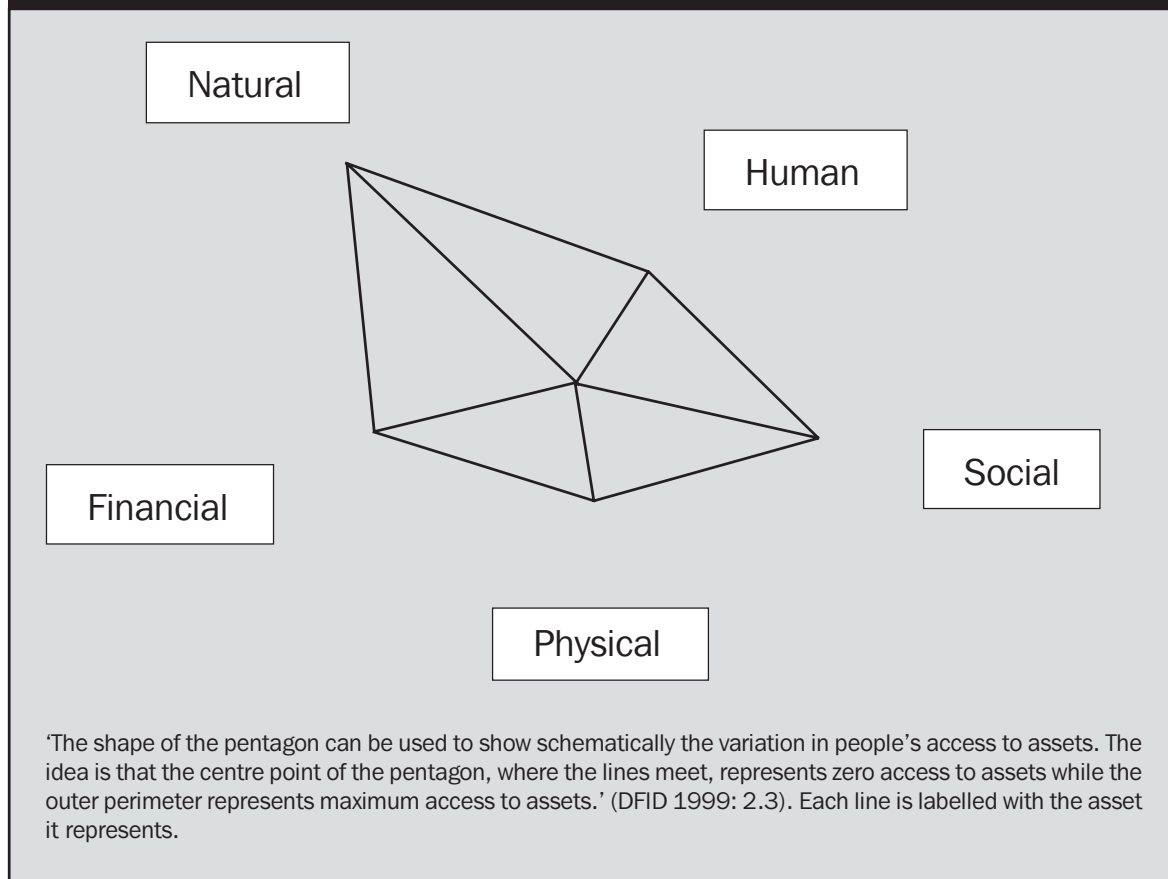 Natural
Human
Social
Financial
Physical
‘The shape of the pentagon can be used to show schematically the variation in people’s access to assets. The
idea is that the centre point of the pentagon, where the lines meet, represents zero access to assets while the
outer perimeter represents maximum access to assets.’ (DFID 1999: 2.3). Each line is labelled with the asset
it represents.